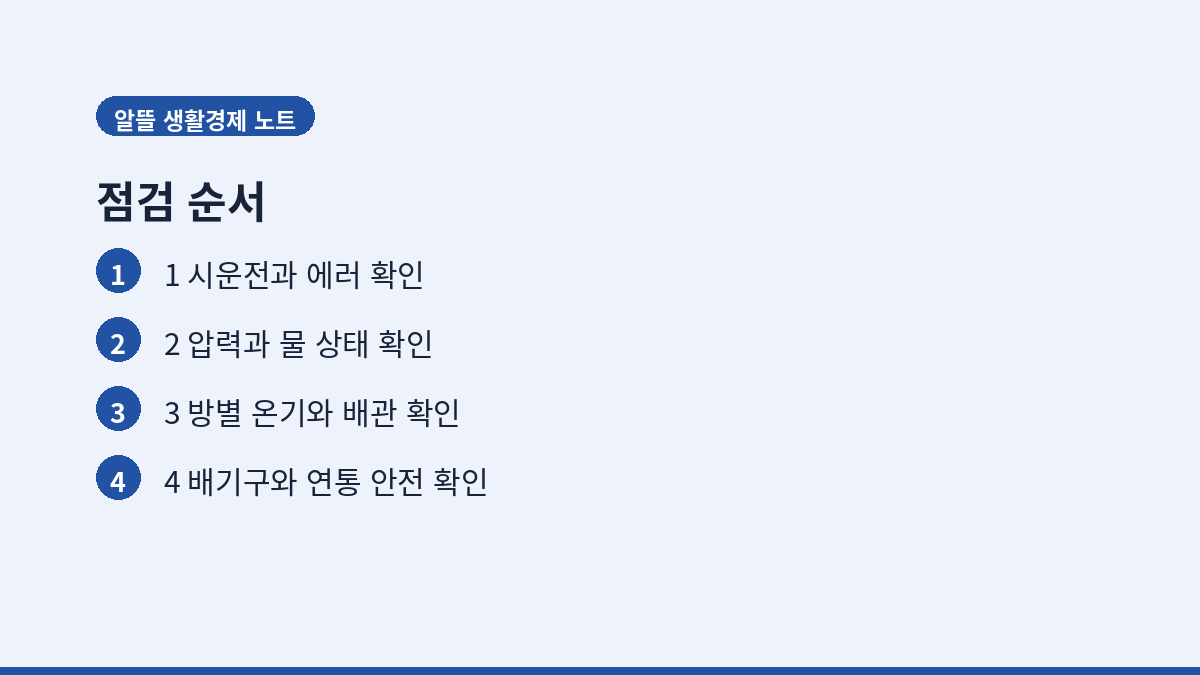 알뜰 생활경제 노트
점검 순서
1 1 시운전과 에러 확인
2 2 압력과 물 상태 확인
3 3 방별 온기와 배관 확인
4 4 배기구와 연통 안전 확인